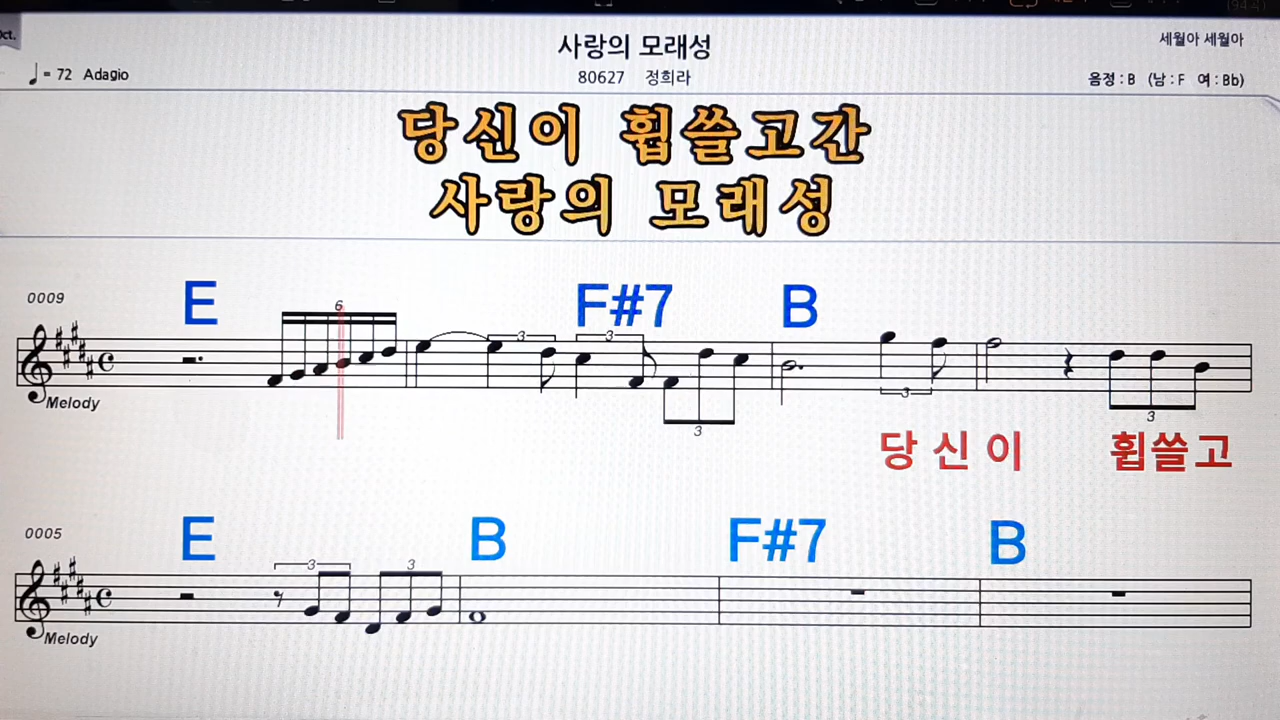 사랑의 모래성
세월아 세월아
= 72 Adagio
80627 정희라
음정 : B (남 : F 여 : Bb)
당신이 휩쓸고간
사랑의 모래성
0009
E F#7 B
6
3 3
3
3 3
Melody
당 신 이 휩쓸고
0005
E B F#7 B
3 3
Melody